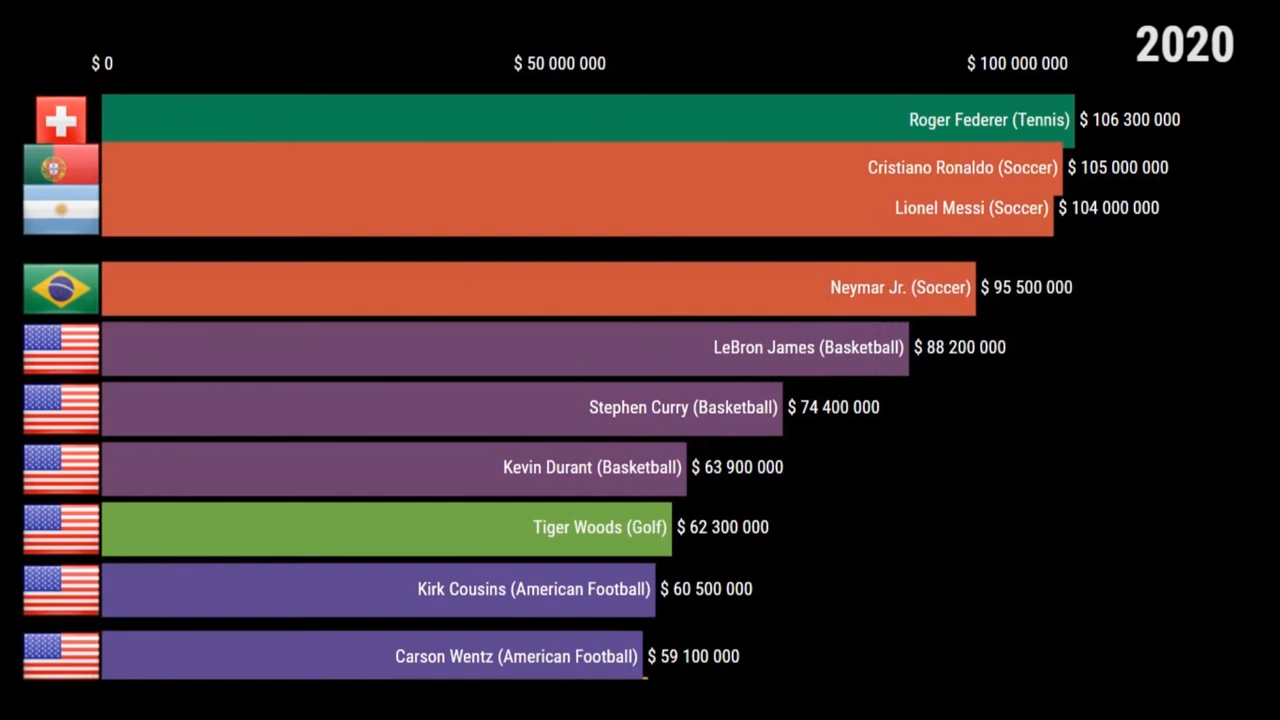 2020
$ 0 $ 50 000 000 $ 100 000 000
Roger Federer (Tennis) $ 106 300 000
Cristiano Ronaldo (Soccer) $ 105 000 000
Lionel Messi (Soccer) $ 104 000 000
Neymar Jr. (Soccer) $ 95 500 000
LeBron James (Basketball) $ 88 200 000
Stephen Curry (Basketball) $ 74 400 000
Kevin Durant (Basketball) $ 63 900 000
Tiger Woods (Golf) $ 62 300 000
Kirk Cousins (American Football) $ 60 500 000
Carson Wentz (American Football) $ 59 100 000